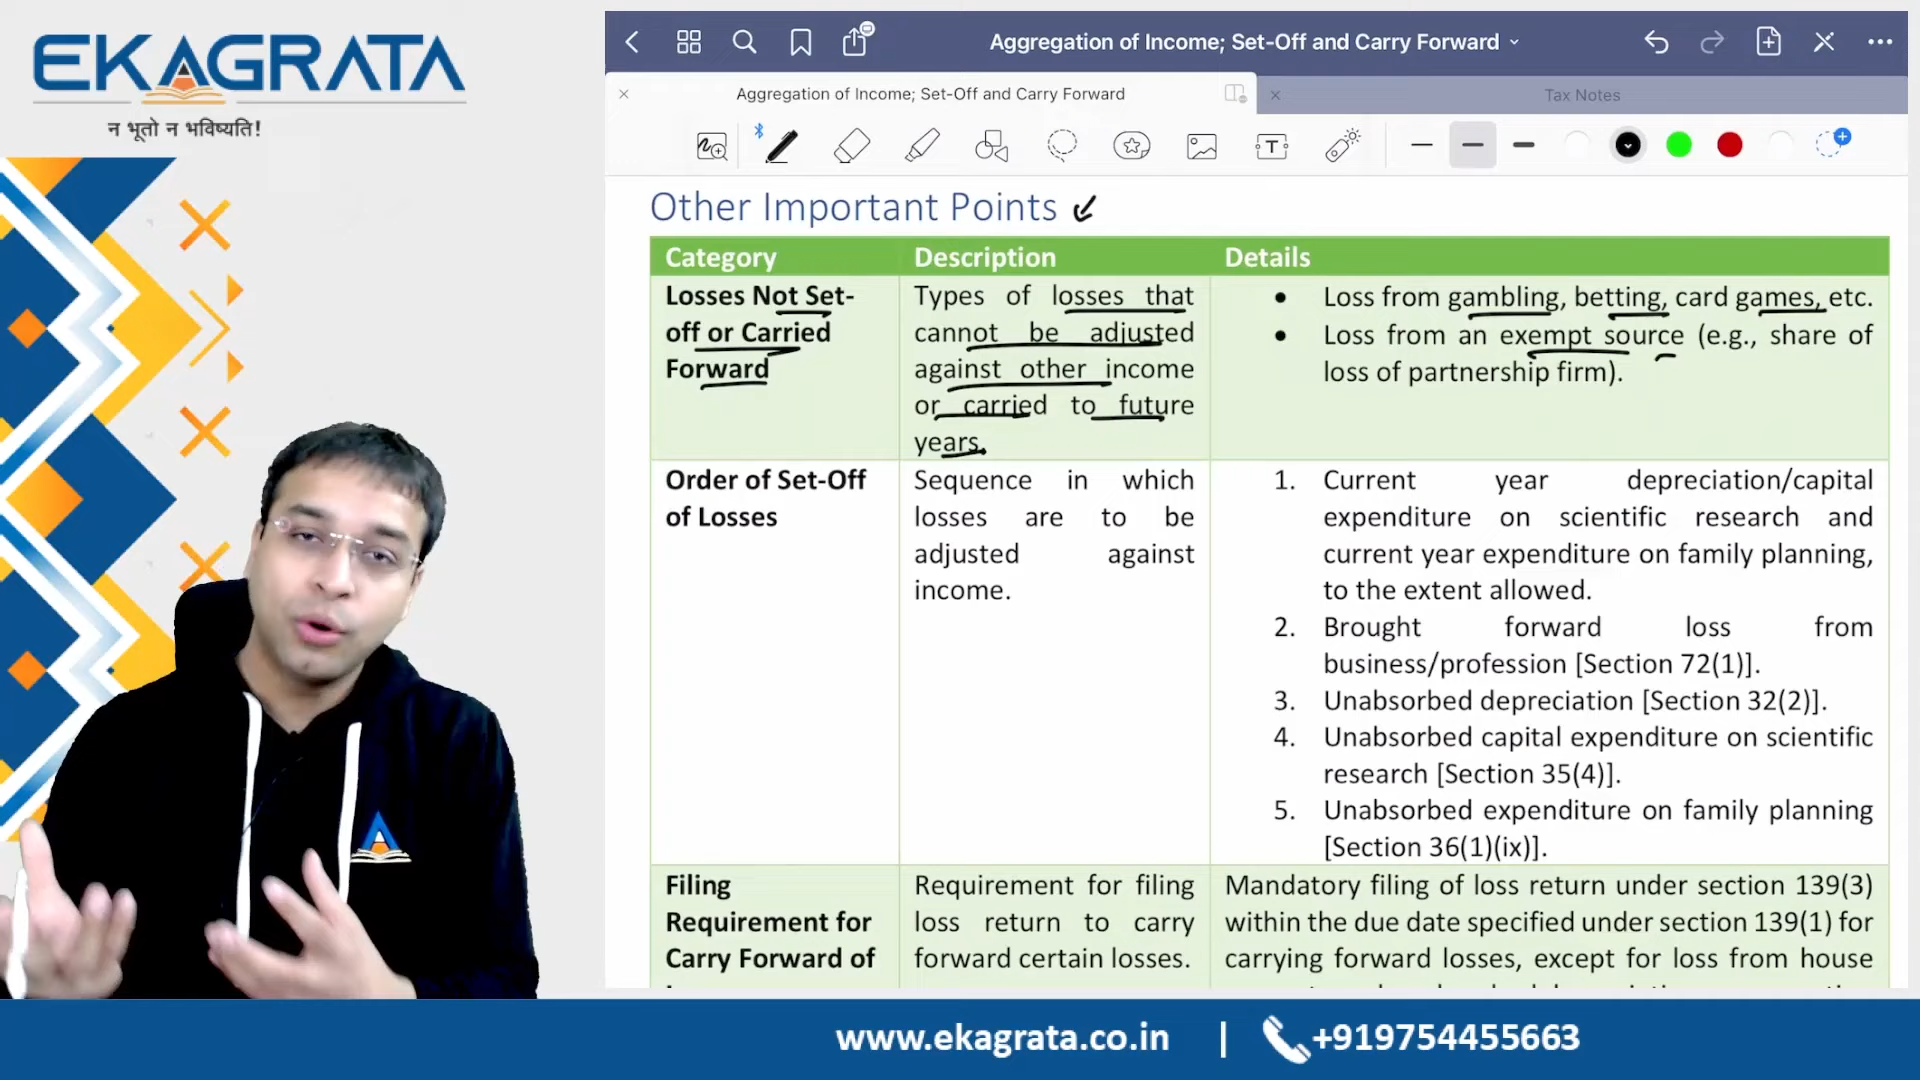 EKAGRATA
न भूतो न भविष्यति!
Aggregation of Income; Set-Off and Carry Forward
Aggregation of Income; Set-Off and Carry Forward
Tax Notes
Other Important Points
Category
Description
Details
Losses Not Set-
off or Carried
Forward
Types of losses that
cannot be adjusted
against other income
or carried to future
years.
• Loss from gambling, betting, card games, etc.
• Loss from an exempt source (e.g., share of
loss of partnership firm).
Order of Set-Off
of Losses
Sequence in which
losses are to be
adjusted against
income.
1. Current year depreciation/capital
expenditure on scientific research and
current year expenditure on family planning,
to the extent allowed.
2. Brought forward loss from
business/profession [Section 72(1)].
3. Unabsorbed depreciation [Section 32(2)].
4. Unabsorbed capital expenditure on scientific
research [Section 35(4)].
5. Unabsorbed expenditure on family planning
[Section 36(1)(ix)].
Filing
Requirement for
Carry Forward of
Requirement for filing
loss return to carry
forward certain losses.
Mandatory filing of loss return under section 139(3)
within the due date specified under section 139(1) for
carrying forward losses, except for loss from house
www.ekagrata.co.in | +919754455663